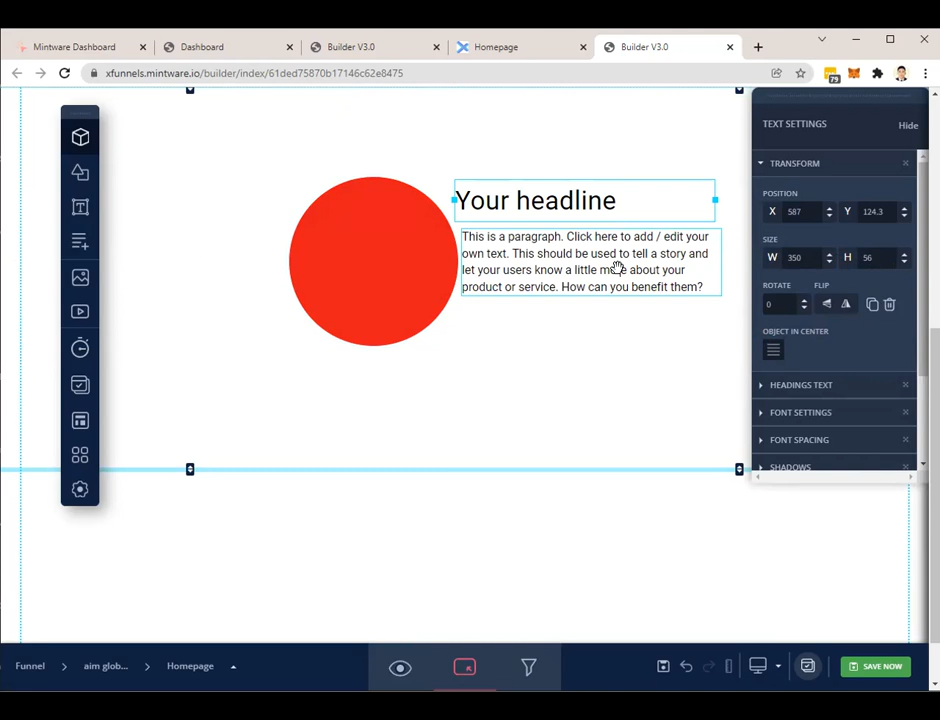 Mintware Dashboard
Dashboard
Builder V3.0
Homepage
Builder V3.0
xfunnels.mintware.io/builder/index/61ded75870b17146c62e8475
79
TEXT SETTINGS
Hide
TRANSFORM
POSITION
X 587 Y 124.3
SIZE
W 350 H 56
ROTATE FLIP
0
OBJECT IN CENTER
HEADINGS TEXT
FONT SETTINGS
FONT SPACING
SHADOWS
Your headline
This is a paragraph. Click here to add / edit your
own text. This should be used to tell a story and
let your users know a little more about your
product or service. How can you benefit them?
Funnel
aim glob...
Homepage
SAVE NOW